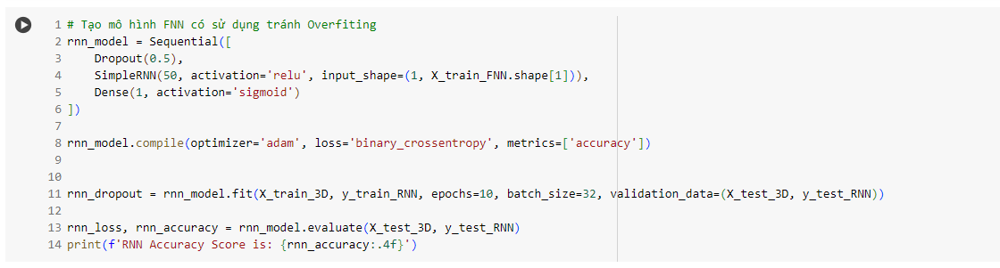 1 # Tạo mô hình FNN có sử dụng tránh Overfiting
2 rnn_model = Sequential([
3     Dropout(0.5),
4     SimpleRNN(50, activation='relu', input_shape=(1, X_train_FNN.shape[1])),
5     Dense(1, activation='sigmoid')
6 ])
7
8 rnn_model.compile(optimizer='adam', loss='binary_crossentropy', metrics=['accuracy'])
9
10
11 rnn_dropout = rnn_model.fit(X_train_3D, y_train_RNN, epochs=10, batch_size=32, validation_data=(X_test_3D, y_test_RNN))
12
13 rnn_loss, rnn_accuracy = rnn_model.evaluate(X_test_3D, y_test_RNN)
14 print(f'RNN Accuracy Score is: {rnn_accuracy:.4f}')